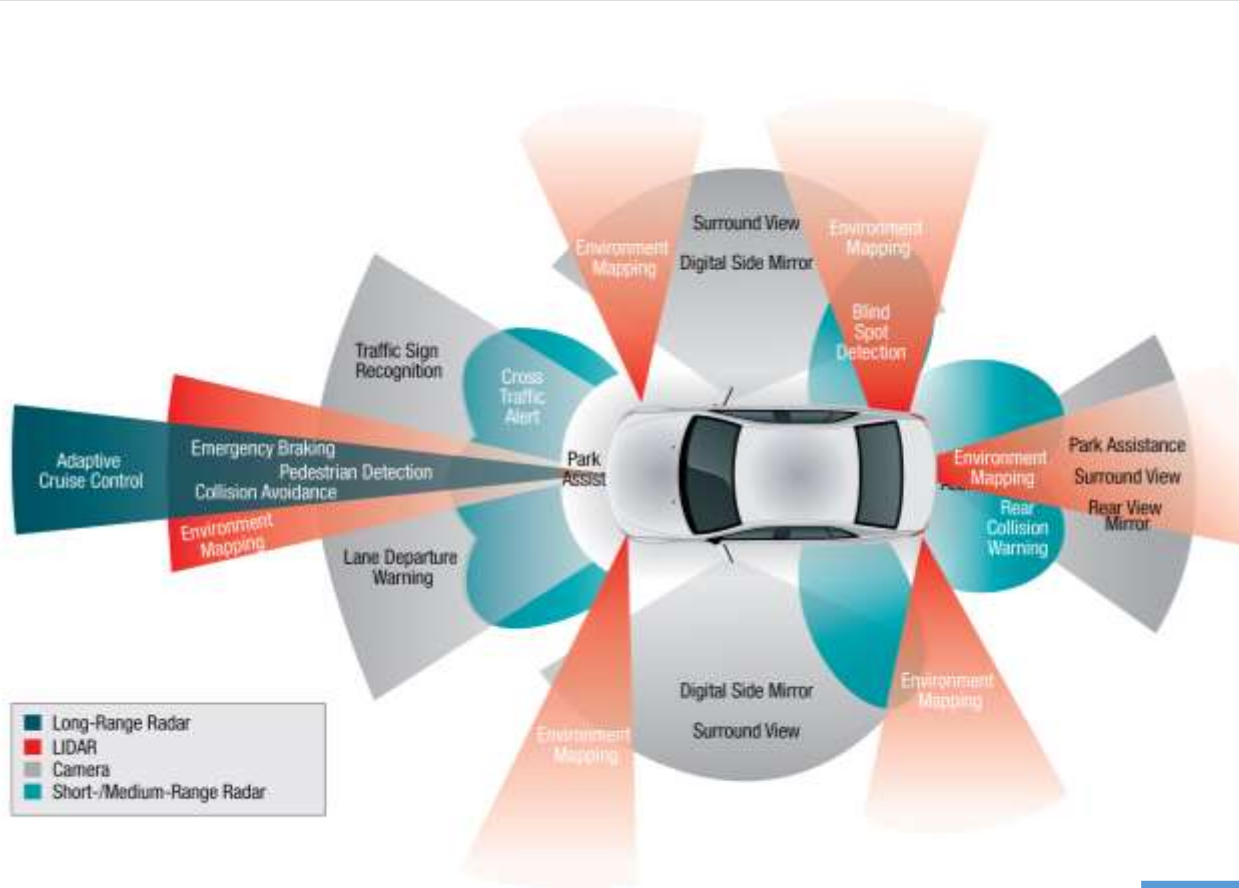 Surround View
Digital Side Mirror
Environment
Mapping
Environment
Mapping
Blind
Spot
Detection
Traffic Sign
Recognition
Cross
Traffic
Alert
Adaptive
Cruise Control
Emergency Braking
Pedestrian Detection
Collision Avoidance
Environment
Mapping
Park
Assist
Lane Departure
Warning
Environment
Mapping
Rear
Collision
Warning
Park Assistance
Surround View
Rear View
Mirror
Digital Side Mirror
Surround View
Environment
Mapping
Environment
Mapping
Long-Range Radar
LIDAR
Camera
Short-/Medium-Range Radar